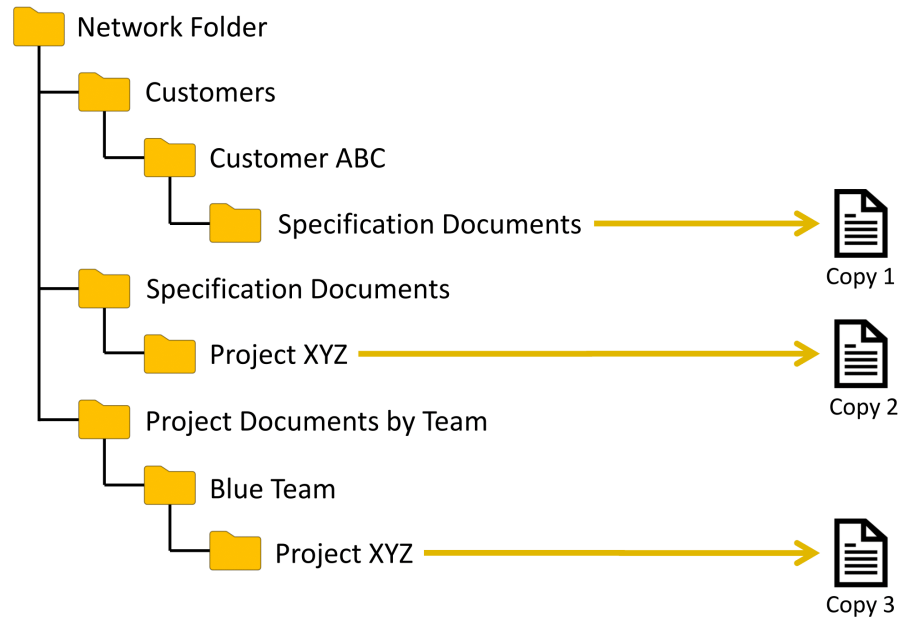 Network Folder
Customers
Customer ABC
Specification Documents
Copy 1
Specification Documents
Project XYZ
Copy 2
Project Documents by Team
Blue Team
Project XYZ
Copy 3